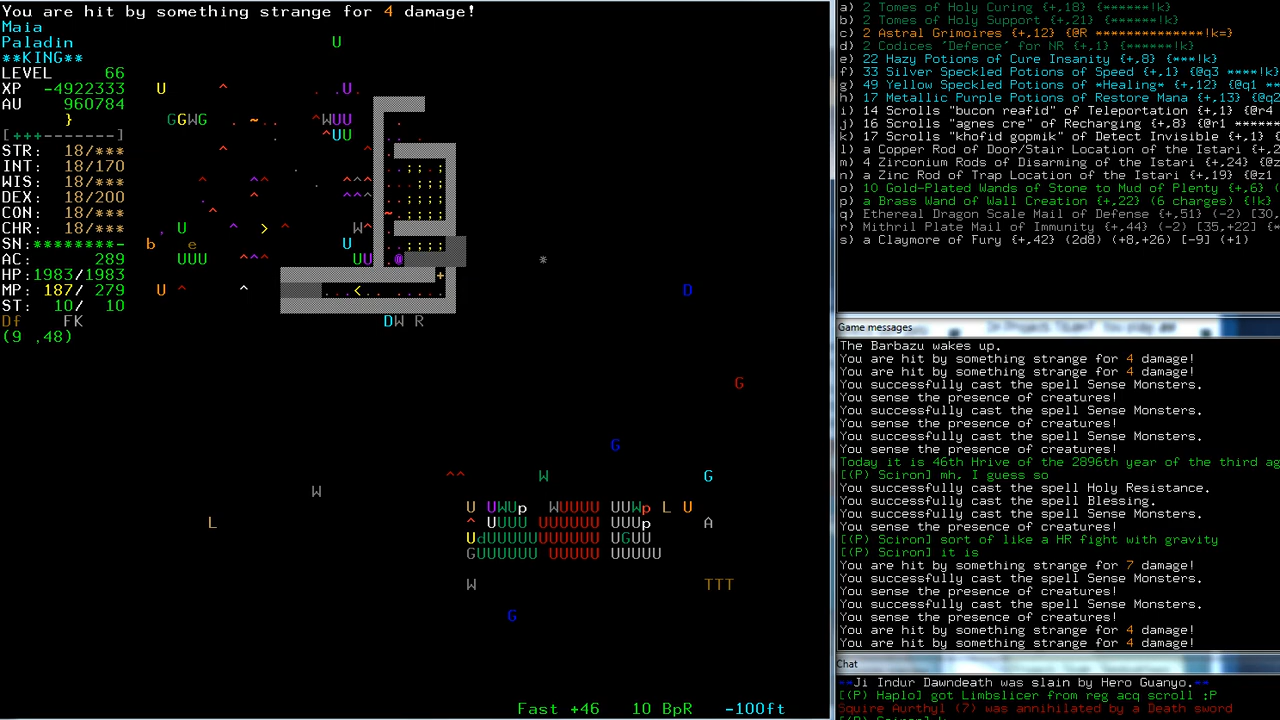 You are hit by something strange for 4 damage!
Maia
Paladin
**KING**
LEVEL 66
XP -4922333
AU 960784
}
[+++-------]
STR: 18/***
INT: 18/170
WIS: 18/***
DEX: 18/200
CON: 18/***
CHR: 18/***
SN:********-
AC: 289
HP:1983/1983
MP: 187/ 279
ST: 10/ 10
Df FK
(9 ,48)
Fast +46 10 BpR -100ft
a) 2 Tomes of Holy Curing {+,18} {******!k}
b) 2 Tomes of Holy Support {+,21} {******!k}
c) 2 Astral Grimoires {+,12} {@R **************!k=}
d) 2 Codices 'Defence' for NR {+,1} {******!k}
e) 22 Hazy Potions of Cure Insanity {+,8} {***!k}
f) 33 Silver Speckled Potions of Speed {+,1} {@q3 ****!k}
g) 49 Yellow Speckled Potions of *Healing* {+,12} {@q1
h) 17 Metallic Purple Potions of Restore Mana {+,13} {@q2
i) 14 Scrolls "bucon reafid" of Teleportation {+,1} {@r4
j) 16 Scrolls "agnes cre" of Recharging {+,8} {@r1
k) 17 Scrolls "khofid gopmik" of Detect Invisible {+,1} {
l) a Copper Rod of Door/Stair Location of the Istari {+,2
m) 4 Zirconium Rods of Disarming of the Istari {+,24} {@z
n) a Zinc Rod of Trap Location of the Istari {+,19} {@z1
o) 10 Gold-Plated Wands of Stone to Mud of Plenty {+,6} (
p) a Brass Wand of Wall Creation {+,22} (6 charges) {!k}
q) Ethereal Dragon Scale Mail of Defense {+,51} (-2) [30,
r) Mithril Plate Mail of Immunity {+,44} (-2) [35,+22] {
s) a Claymore of Fury {+,42} (2d8) (+8,+26) [-9] (+1)
Game messages
The Barbazu wakes up.
You are hit by something strange for 4 damage!
You are hit by something strange for 4 damage!
You successfully cast the spell Sense Monsters.
You sense the presence of creatures!
You successfully cast the spell Sense Monsters.
You sense the presence of creatures!
You successfully cast the spell Sense Monsters.
You sense the presence of creatures!
Today it is 46th Hrive of the 2896th year of the third ag
[(P) Sciron] mh, I guess so
You successfully cast the spell Holy Resistance.
You successfully cast the spell Blessing.
You successfully cast the spell Sense Monsters.
You sense the presence of creatures!
[(P) Sciron] sort of like a HR fight with gravity
[(P) Sciron] it is
You are hit by something strange for 7 damage!
You successfully cast the spell Sense Monsters.
You sense the presence of creatures!
You successfully cast the spell Sense Monsters.
You sense the presence of creatures!
You are hit by something strange for 4 damage!
You are hit by something strange for 4 damage!
Chat
**Ji Indur Dawndeath was slain by Hero Guanyo.**
[(P) Haplo] got Limbslicer from reg acq scroll :P
Squire Aurthyl (7) was annihilated by a Death sword